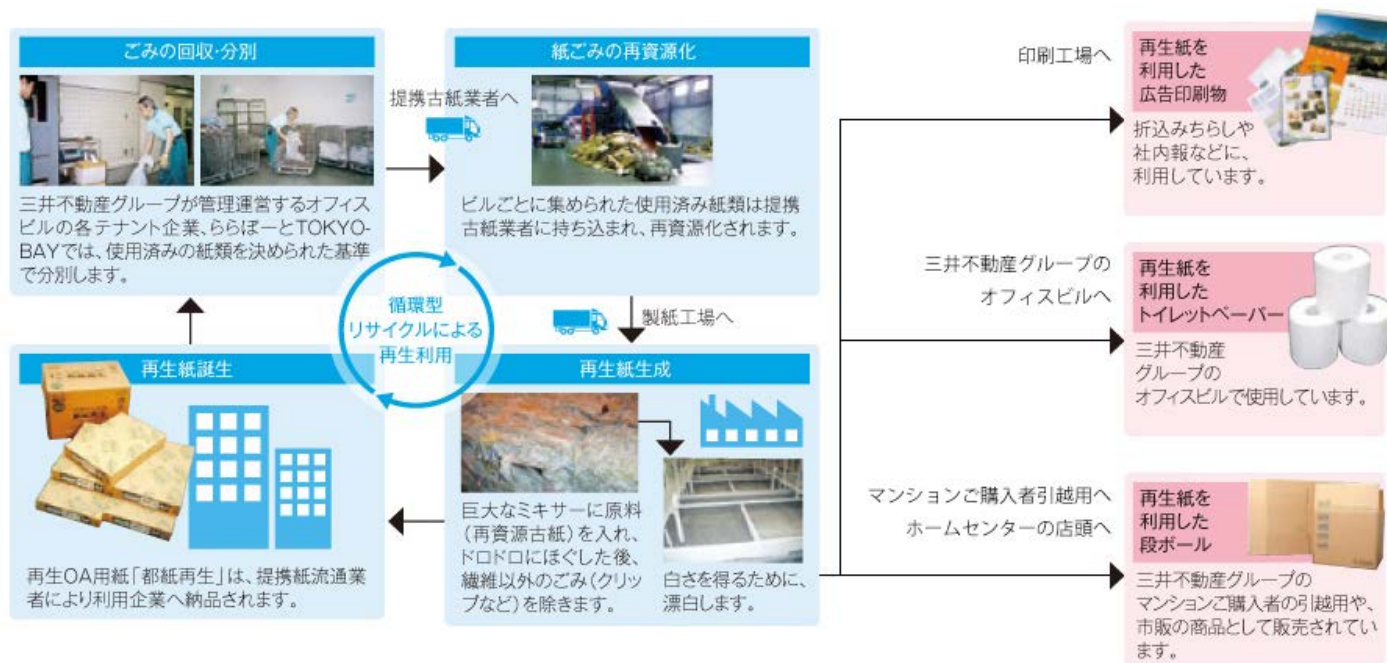 ごみの回収・分別
三井不動産グループが管理運営するオフィス
ビルの各テナント企業、ららぽーとTOKYO-
BAYでは、使用済みの紙類を決められた基準
で分別します。
提携古紙業者へ
紙ごみの再資源化
ビルごとに集められた使用済み紙類は提携
古紙業者に持ち込まれ、再資源化されます。
製紙工場へ
循環型
リサイクルによる
再生利用
再生紙生成
巨大なミキサーに原料
(再資源古紙)を入れ、
ドロドロにほぐした後、
繊維以外のごみ(クリッ
プなど)を除きます。
白さを得るために、
漂白します。
再生紙誕生
再生OA用紙「都紙再生」は、提携紙流通業
者により利用企業へ納品されます。
印刷工場へ
再生紙を
利用した
広告印刷物
折込みちらしや
社内報などに、
利用しています。
三井不動産グループの
オフィスビルへ
再生紙を
利用した
トイレットペーパー
三井不動産
グループの
オフィスビルで使用しています。
マンションご購入者引越用へ
ホームセンターの店頭へ
再生紙を
利用した
段ボール
三井不動産グループの
マンションご購入者の引越用や、
市販の商品として販売されてい
ます。